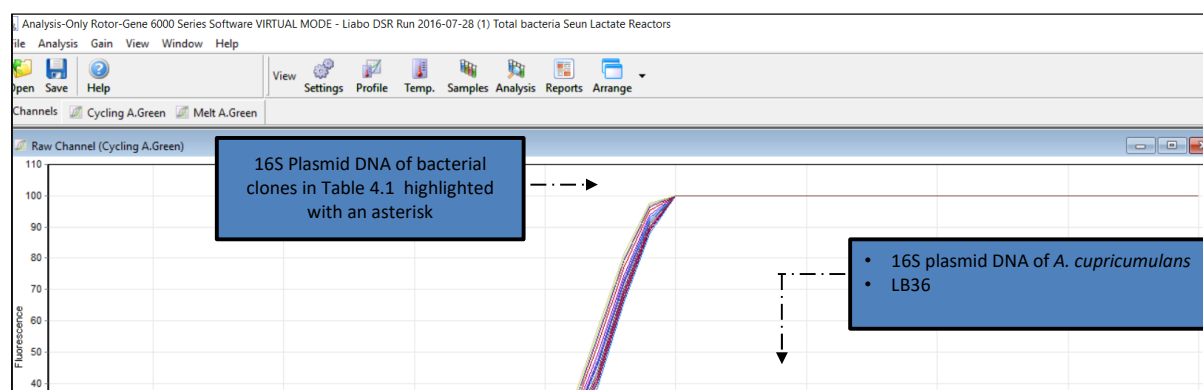 Analysis-Only Rotor-Gene 6000 Series Software VIRTUAL MODE - Liabo DSR Run 2016-07-28 (1) Total bacteria Seun Lactate Reactors
ile Analysis Gain View Window Help
Open Save Help View Settings Profile Temp. Samples Analysis Reports Arrange
Channels Cycling A.Green Melt A.Green
Raw Channel (Cycling A.Green)
16S Plasmid DNA of bacterial
clones in Table 4.1 highlighted
with an asterisk
• 16S plasmid DNA of A. cupricumulans
• LB36
110
100
90
80
70
60
50
40
Fluorescence